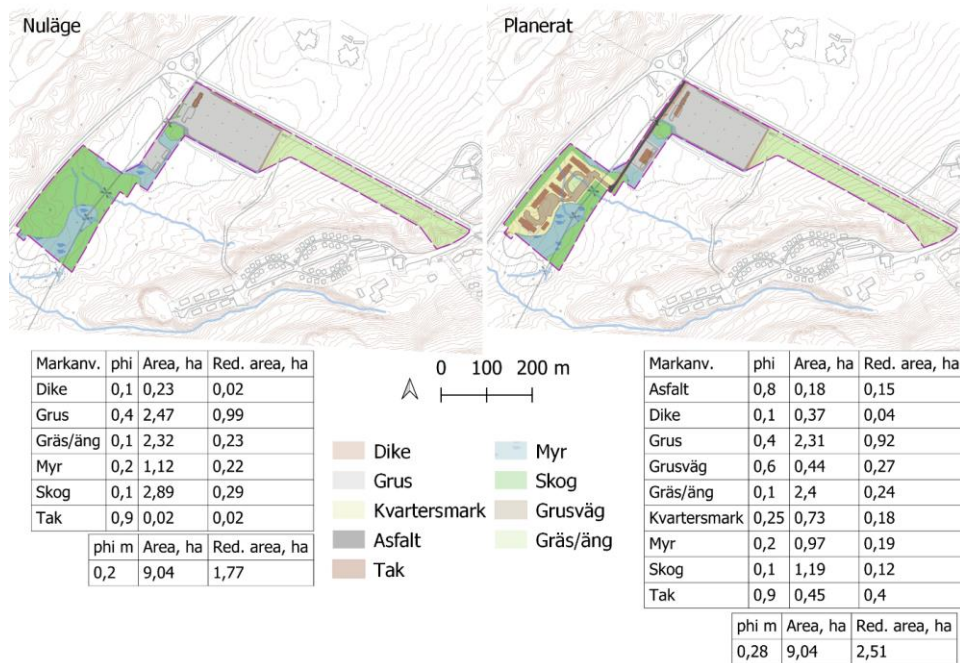 Nuläge
Planerat
Markanv. phi Area, ha Red. area, ha
Dike 0,1 0,23 0,02
Grus 0,4 2,47 0,99
Gräs/äng 0,1 2,32 0,23
Myr 0,2 1,12 0,22
Skog 0,1 2,89 0,29
Tak 0,9 0,02 0,02
phi m Area, ha Red. area, ha
0,2 9,04 1,77
0 100 200 m
Dike
Grus
Kvartersmark
Asfalt
Tak
Myr
Skog
Grusväg
Gräs/äng
Markanv. phi Area, ha Red. area, ha
Asfalt 0,8 0,18 0,15
Dike 0,1 0,37 0,04
Grus 0,4 2,31 0,92
Grusväg 0,6 0,44 0,27
Gräs/äng 0,1 2,4 0,24
Kvartersmark 0,25 0,73 0,18
Myr 0,2 0,97 0,19
Skog 0,1 1,19 0,12
Tak 0,9 0,45 0,4
phi m Area, ha Red. area, ha
0,28 9,04 2,51